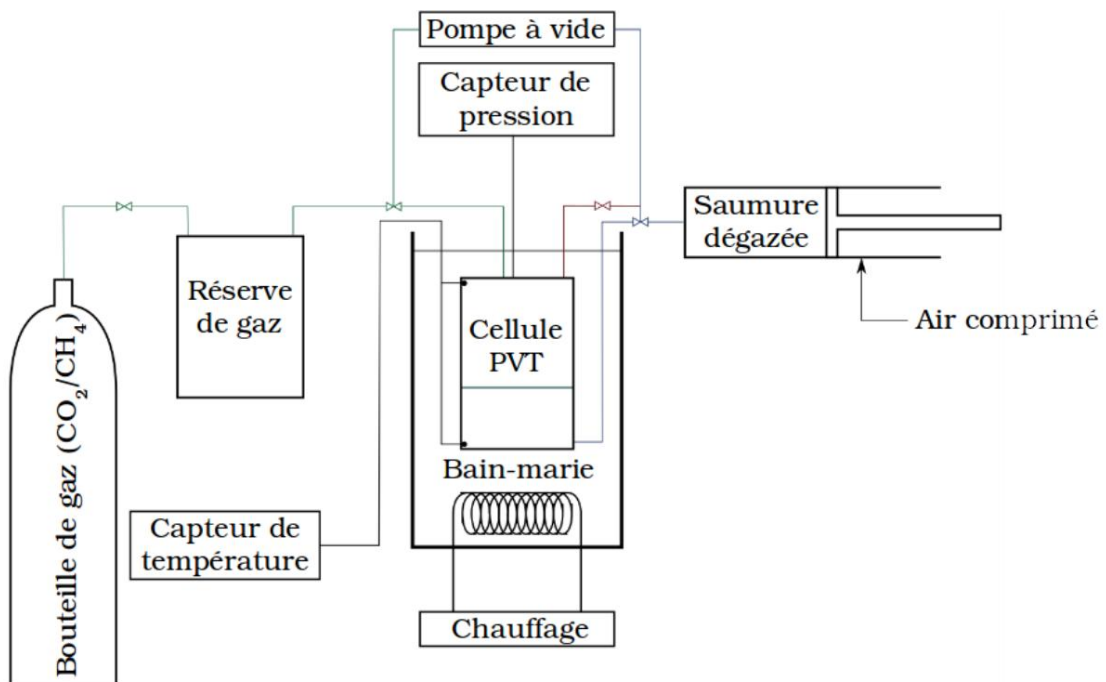 Pompe à vide
Capteur de
pression
Saumure
dégazée
Réserve
de gaz
Cellule
PVT
Air comprimé
Bouteille de gaz (CO₂/CH₄)
Bain-marie
Capteur de
température
Chauffage